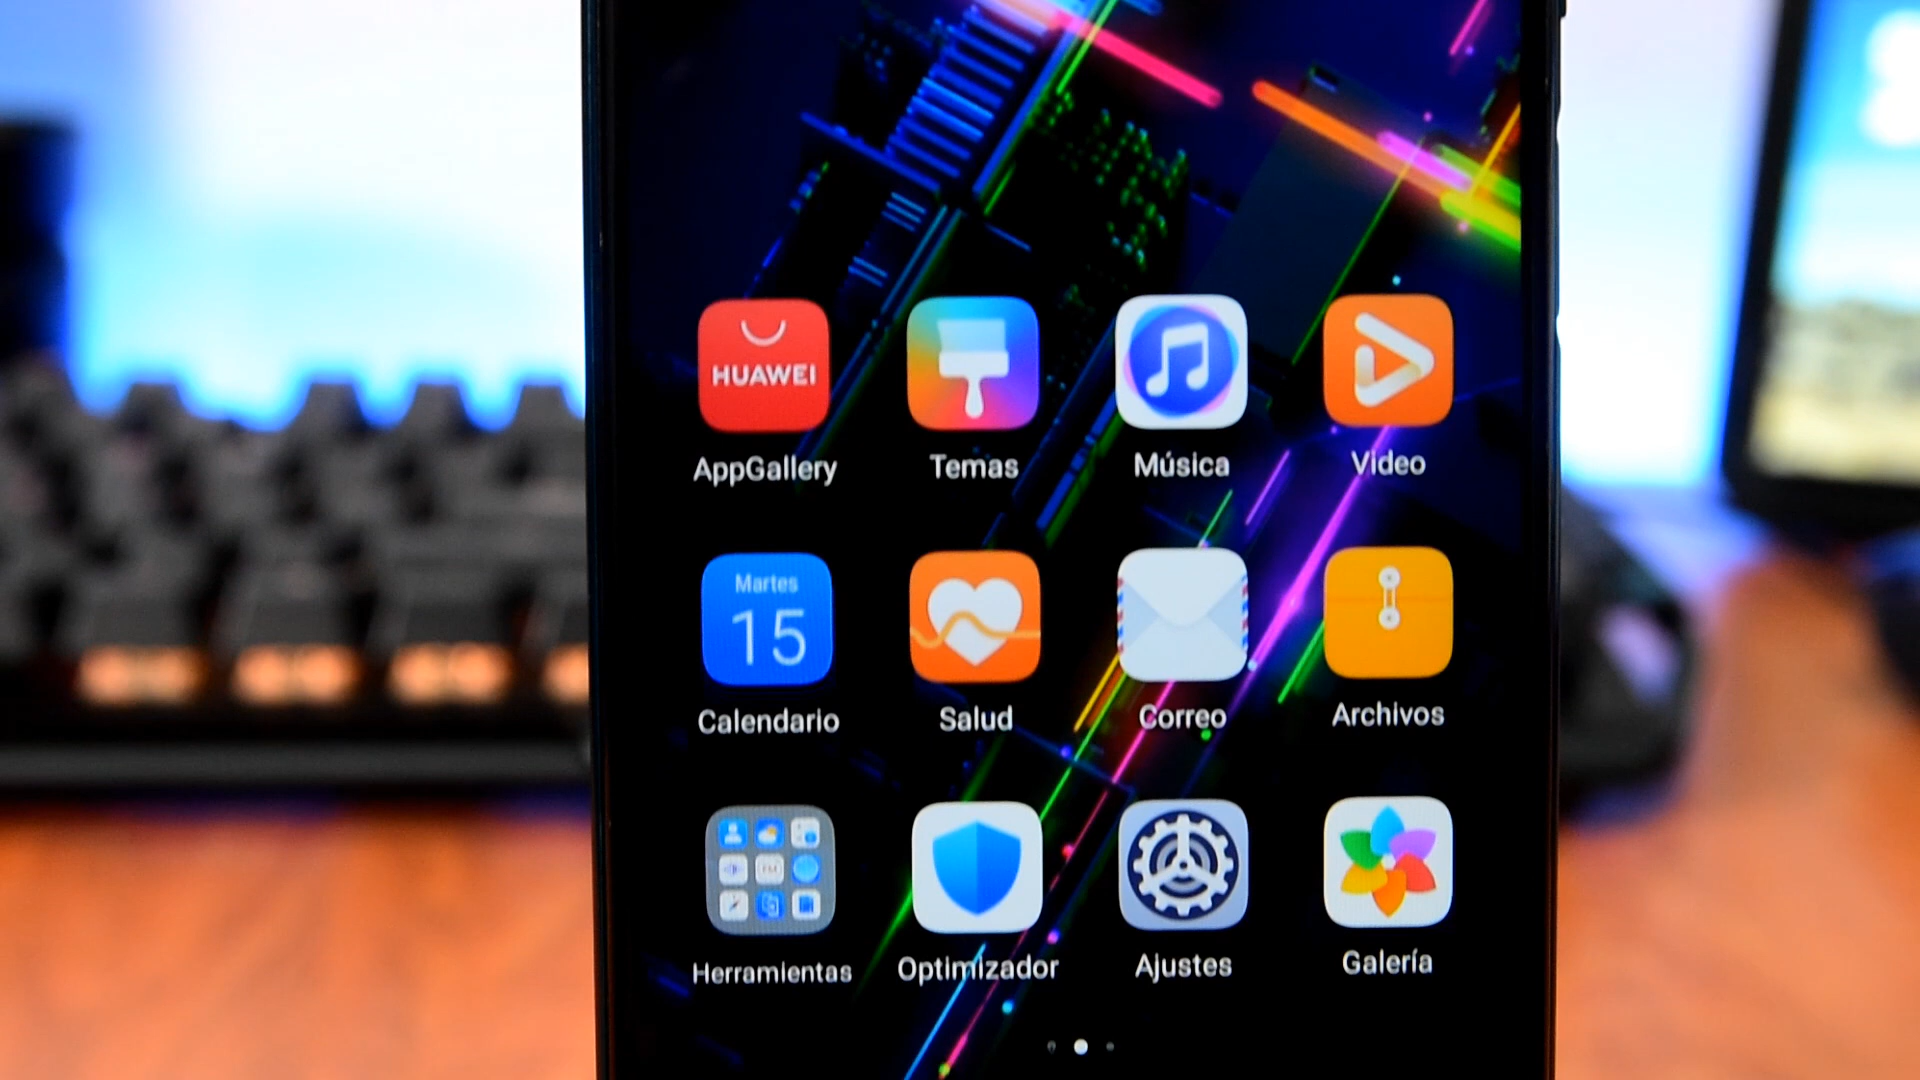 HUAWEI
AppGallery Temas Música Video
Martes
15
Calendario Salud Correo Archivos
Herramientas Optimizador Ajustes Galería